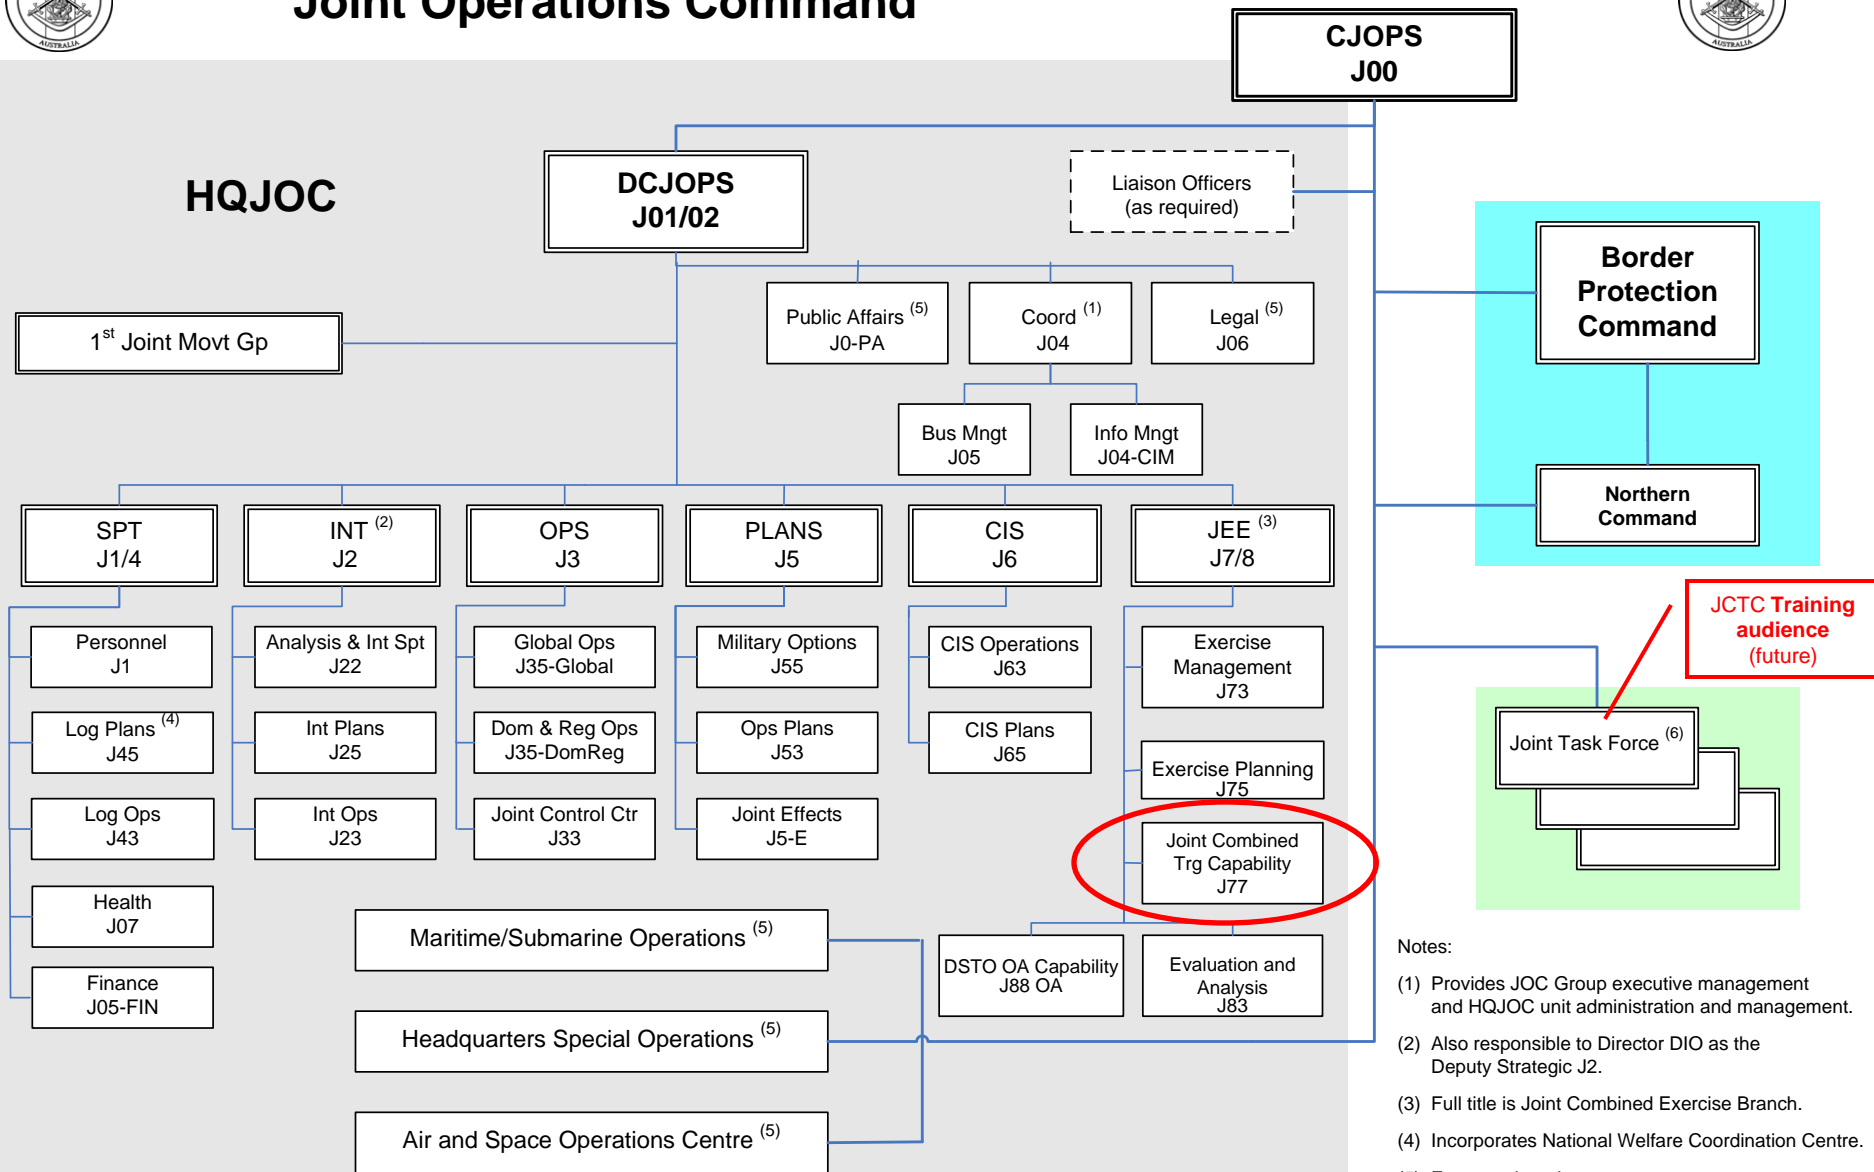 Joint Operations Command
AUSTRALIA
AUSTRALIA
CJOPS
J00
HQJOC
DCJOPS
J01/02
Liaison Officers
(as required)
Border
Protection
Command
1st Joint Movt Gp
Public Affairs (5)
J0-PA
Coord (1)
J04
Legal (5)
J06
Bus Mngt
J05
Info Mngt
J04-CIM
Northern
Command
SPT
J1/4
INT (2)
J2
OPS
J3
PLANS
J5
CIS
J6
JEE (3)
J7/8
JCTC Training
audience
(future)
Personnel
J1
Analysis & Int Spt
J22
Global Ops
J35-Global
Military Options
J55
CIS Operations
J63
Exercise
Management
J73
Log Plans (4)
J45
Int Plans
J25
Dom & Reg Ops
J35-DomReg
Ops Plans
J53
CIS Plans
J65
Exercise Planning
J75
Joint Task Force (6)
Log Ops
J43
Int Ops
J23
Joint Control Ctr
J33
Joint Effects
J5-E
Joint Combined
Trg Capability
J77
Health
J07
Finance
J05-FIN
Maritime/Submarine Operations (5)
DSTO OA Capability
J88 OA
Evaluation and
Analysis
J83
Headquarters Special Operations (5)
Air and Space Operations Centre (5)
Notes:
(1) Provides JOC Group executive management
and HQJOC unit administration and management.
(2) Also responsible to Director DIO as the
Deputy Strategic J2.
(3) Full title is Joint Combined Exercise Branch.
(4) Incorporates National Welfare Coordination Centre.